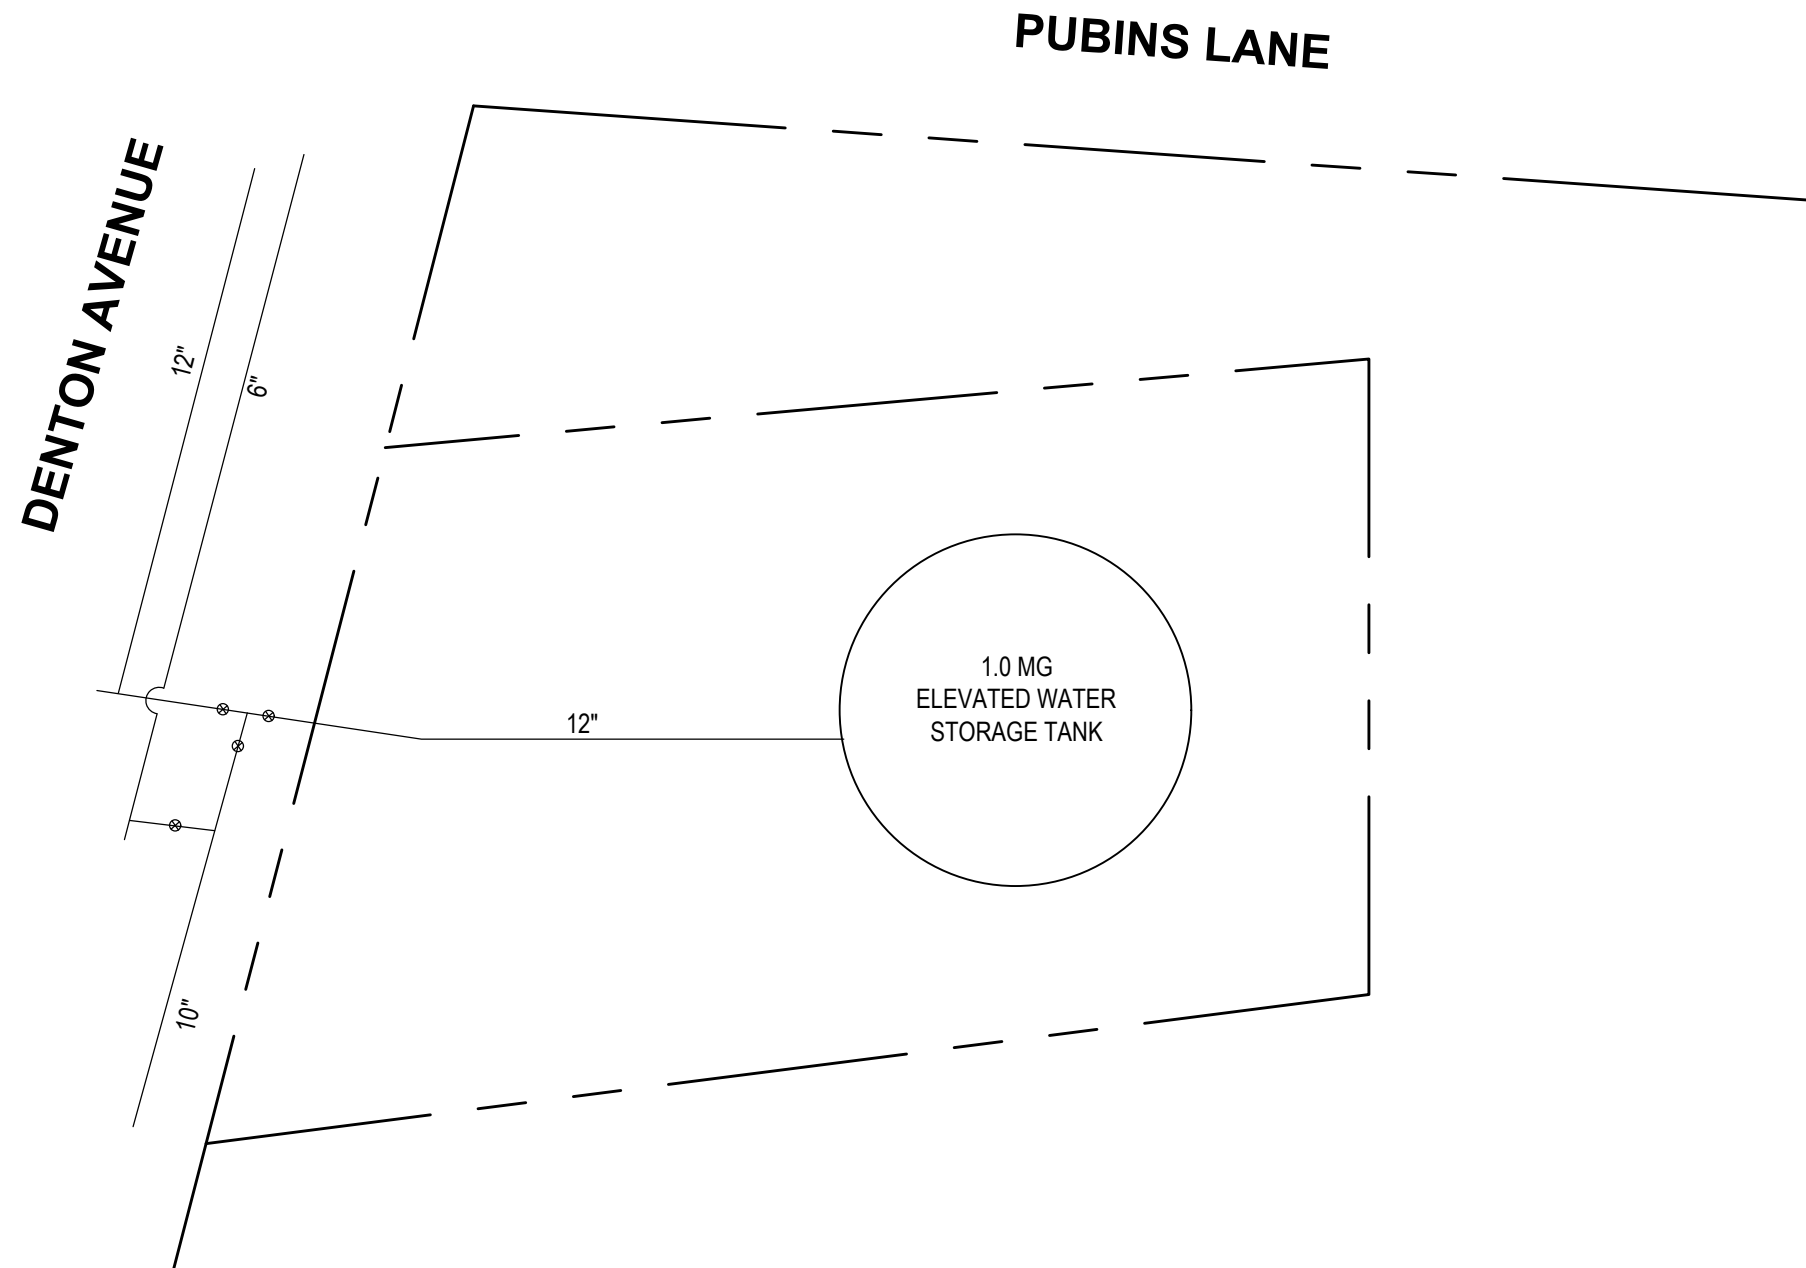 PUBINS LANE
DENTON AVENUE
12"
6"
1.0 MG
ELEVATED WATER
STORAGE TANK
12"
10"